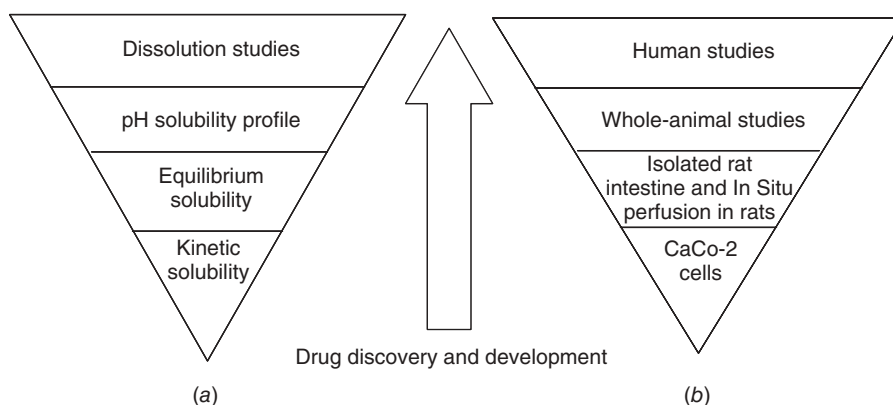 Dissolution studies
pH solubility profile
Equilibrium
solubility
Kinetic
solubility
(a)
Drug discovery and development
Human studies
Whole-animal studies
Isolated rat
intestine and In Situ
perfusion in rats
CaCo-2
cells
(b)